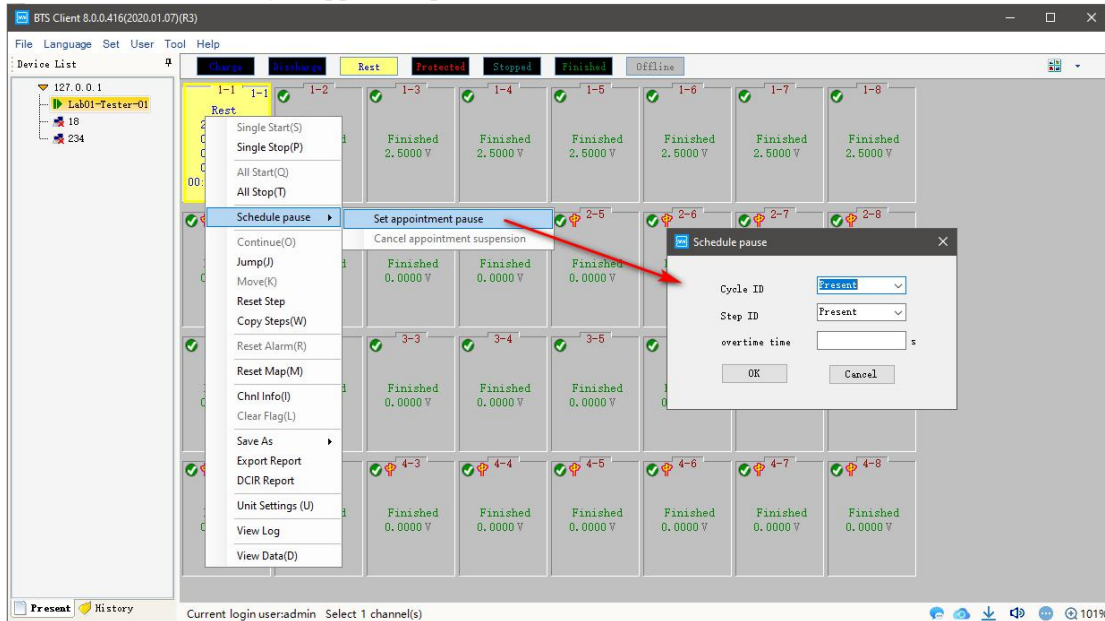 BTS Client 8.0.0.416(2020.01.07)(R3)
File Language Set User Tool Help
Device List
Charge Discharge Rest Protected Stopped Finished Offline
127.0.0.1
Lab01-Tester-01
18
234
1-1 1-1 1-2 1-3 1-4 1-5 1-6 1-7 1-8
Rest
Finished Finished Finished Finished Finished Finished
2.5000 V 2.5000 V 2.5000 V 2.5000 V 2.5000 V 2.5000 V
00:
Single Start(S)
Single Stop(P)
All Start(Q)
All Stop(T)
Schedule pause
Set appointment pause
Cancel appointment suspension
Continue(O)
Jump(J)
Move(K)
Reset Step
Copy Steps(W)
Reset Alarm(R)
Reset Map(M)
Chnl Info(I)
Clear Flag(L)
Save As
Export Report
DCIR Report
Unit Settings (U)
View Log
View Data(D)
2-5 2-6 2-7 2-8
Finished Finished Finished
0.0000 V 0.0000 V 0.0000 V
Schedule pause
Cycle ID Present
Step ID Present
overtime time s
OK Cancel
3-3 3-4 3-5
Finished Finished Finished
0.0000 V 0.0000 V 0.0000 V
4-3 4-4 4-5 4-6 4-7 4-8
Finished Finished Finished Finished Finished Finished
0.0000 V 0.0000 V 0.0000 V 0.0000 V 0.0000 V 0.0000 V
Present History
Current login user:admin Select 1 channel(s)
101%